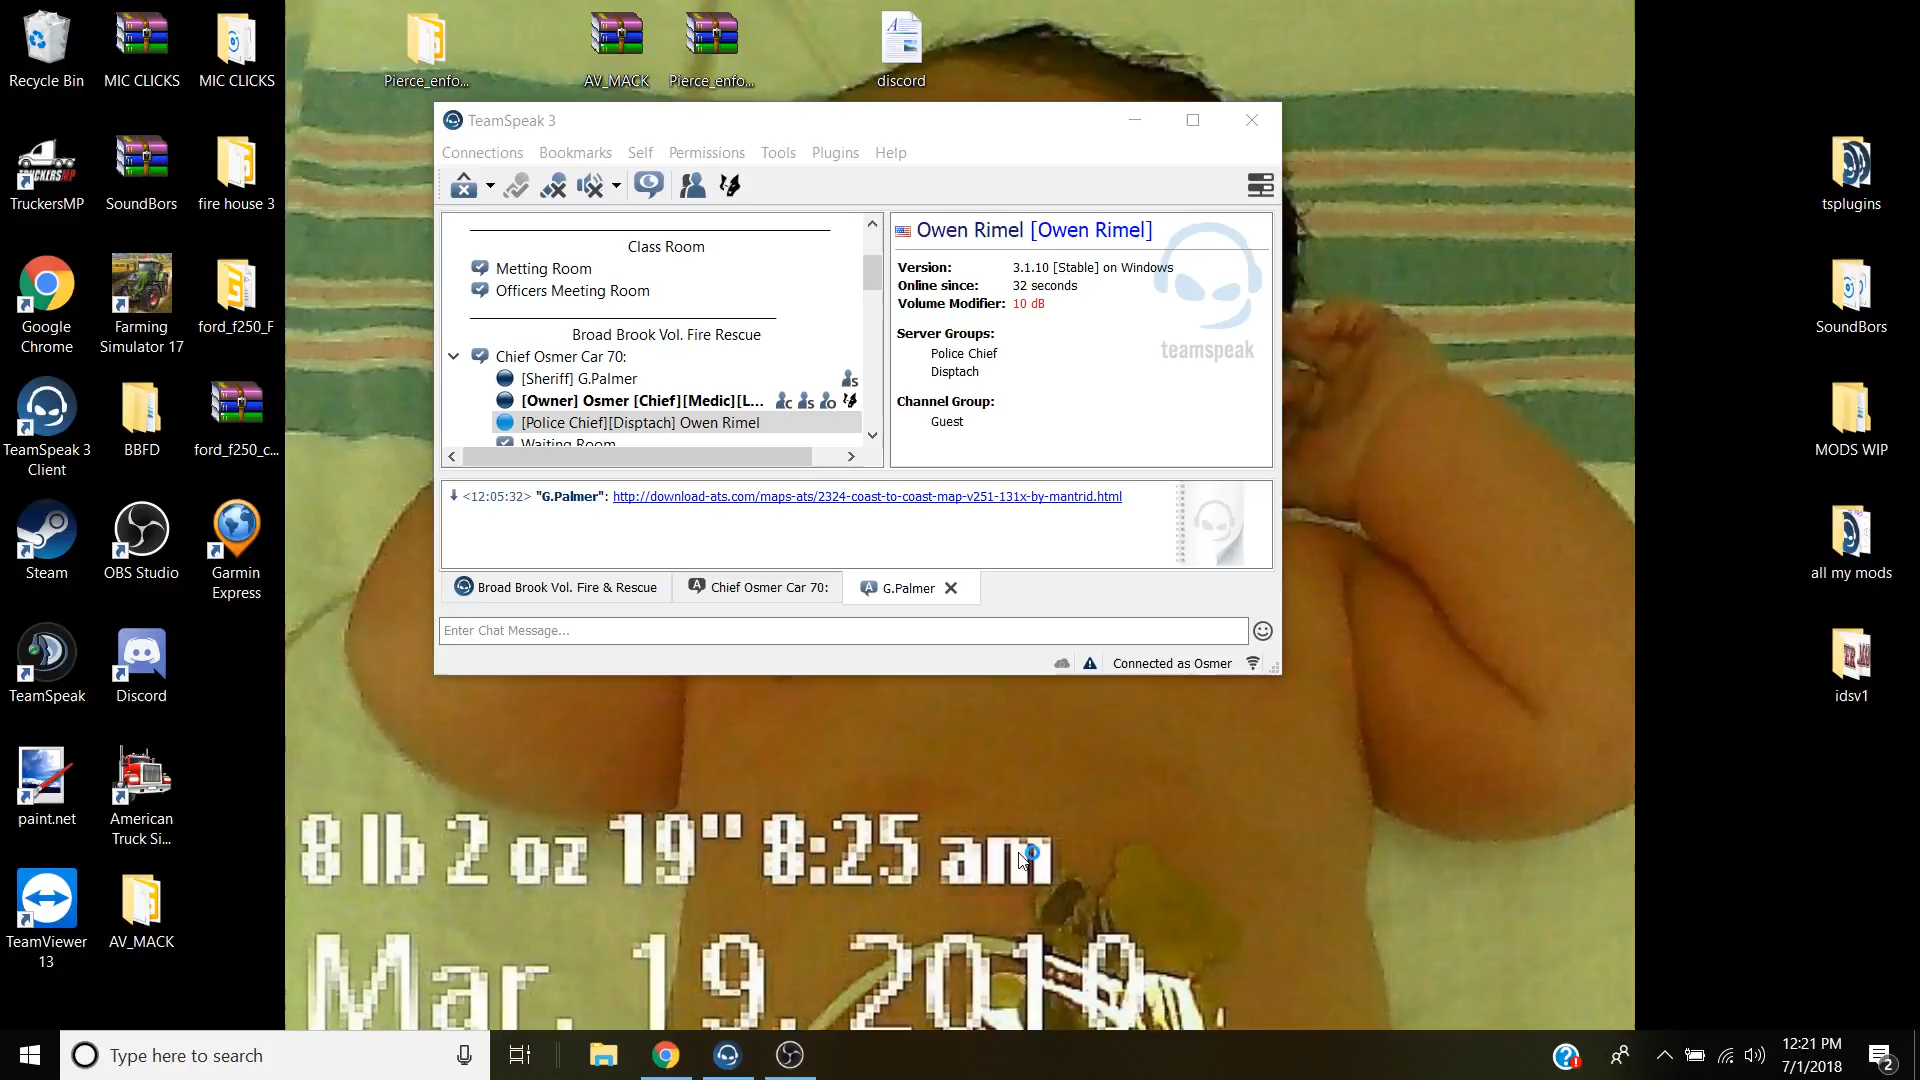 Recycle Bin
MIC CLICKS
MIC CLICKS
Pierce_enfo...
AV_MACK
Pierce_enfo...
discord
TruckersMP
SoundBors
fire house 3
Google
Chrome
Farming
Simulator 17
ford_f250_F
TeamSpeak 3
Client
BBFD
ford_f250_c...
Steam
OBS Studio
Garmin
Express
TeamSpeak
Discord
paint.net
American
Truck Si...
TeamViewer
13
AV_MACK
TeamSpeak 3
Connections Bookmarks Self Permissions Tools Plugins Help
Class Room
Metting Room
Officers Meeting Room
Broad Brook Vol. Fire Rescue
Chief Osmer Car 70:
[Sheriff] G.Palmer
[Owner] Osmer [Chief][Medic][L...
[Police Chief][Disptach] Owen Rimel
Waiting Room
Owen Rimel [Owen Rimel]
Version: 3.1.10 [Stable] on Windows
Online since: 32 seconds
Volume Modifier: 10 dB
Server Groups:
Police Chief
Disptach
Channel Group:
Guest
teamspeak
<12:05:32> "G.Palmer": http://download-ats.com/maps-ats/2324-coast-to-coast-map-v251-131x-by-mantrid.html
Broad Brook Vol. Fire & Rescue
Chief Osmer Car 70:
G.Palmer
Enter Chat Message...
Connected as Osmer
tsplugins
SoundBors
MODS WIP
all my mods
idsv1
8 lb 2 oz 19" 8:25 am
Mar. 19. 2010
Type here to search
12:21 PM
7/1/2018
2